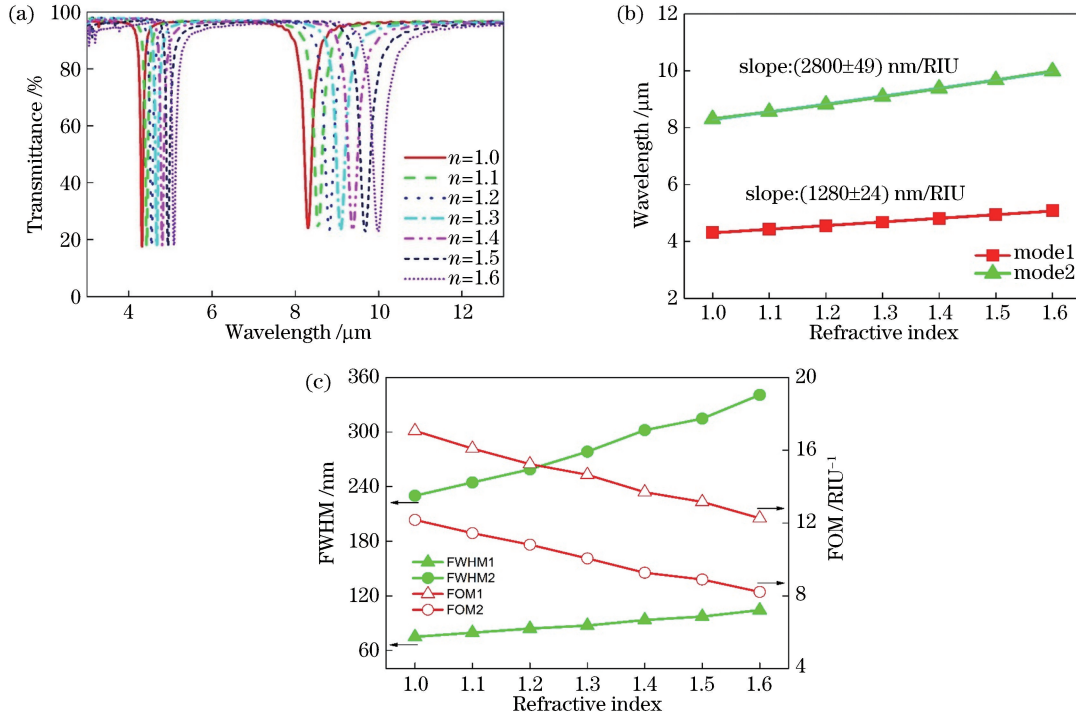 (a)
100
80
60
40
20
0
Transmittance /%
4
6
8
10
12
Wavelength /μm
n=1.0
n=1.1
n=1.2
n=1.3
n=1.4
n=1.5
n=1.6
(b)
12
10
8
6
4
2
Wavelength /μm
slope:(2800±49) nm/RIU
slope:(1280±24) nm/RIU
mode1
mode2
1.0 1.1 1.2 1.3 1.4 1.5 1.6
Refractive index
(c)
360
300
240
180
120
60
FWHM /nm
20
16
12
8
4
FOM /RIU⁻¹
FWHM1
FWHM2
FOM1
FOM2
1.0 1.1 1.2 1.3 1.4 1.5 1.6
Refractive index